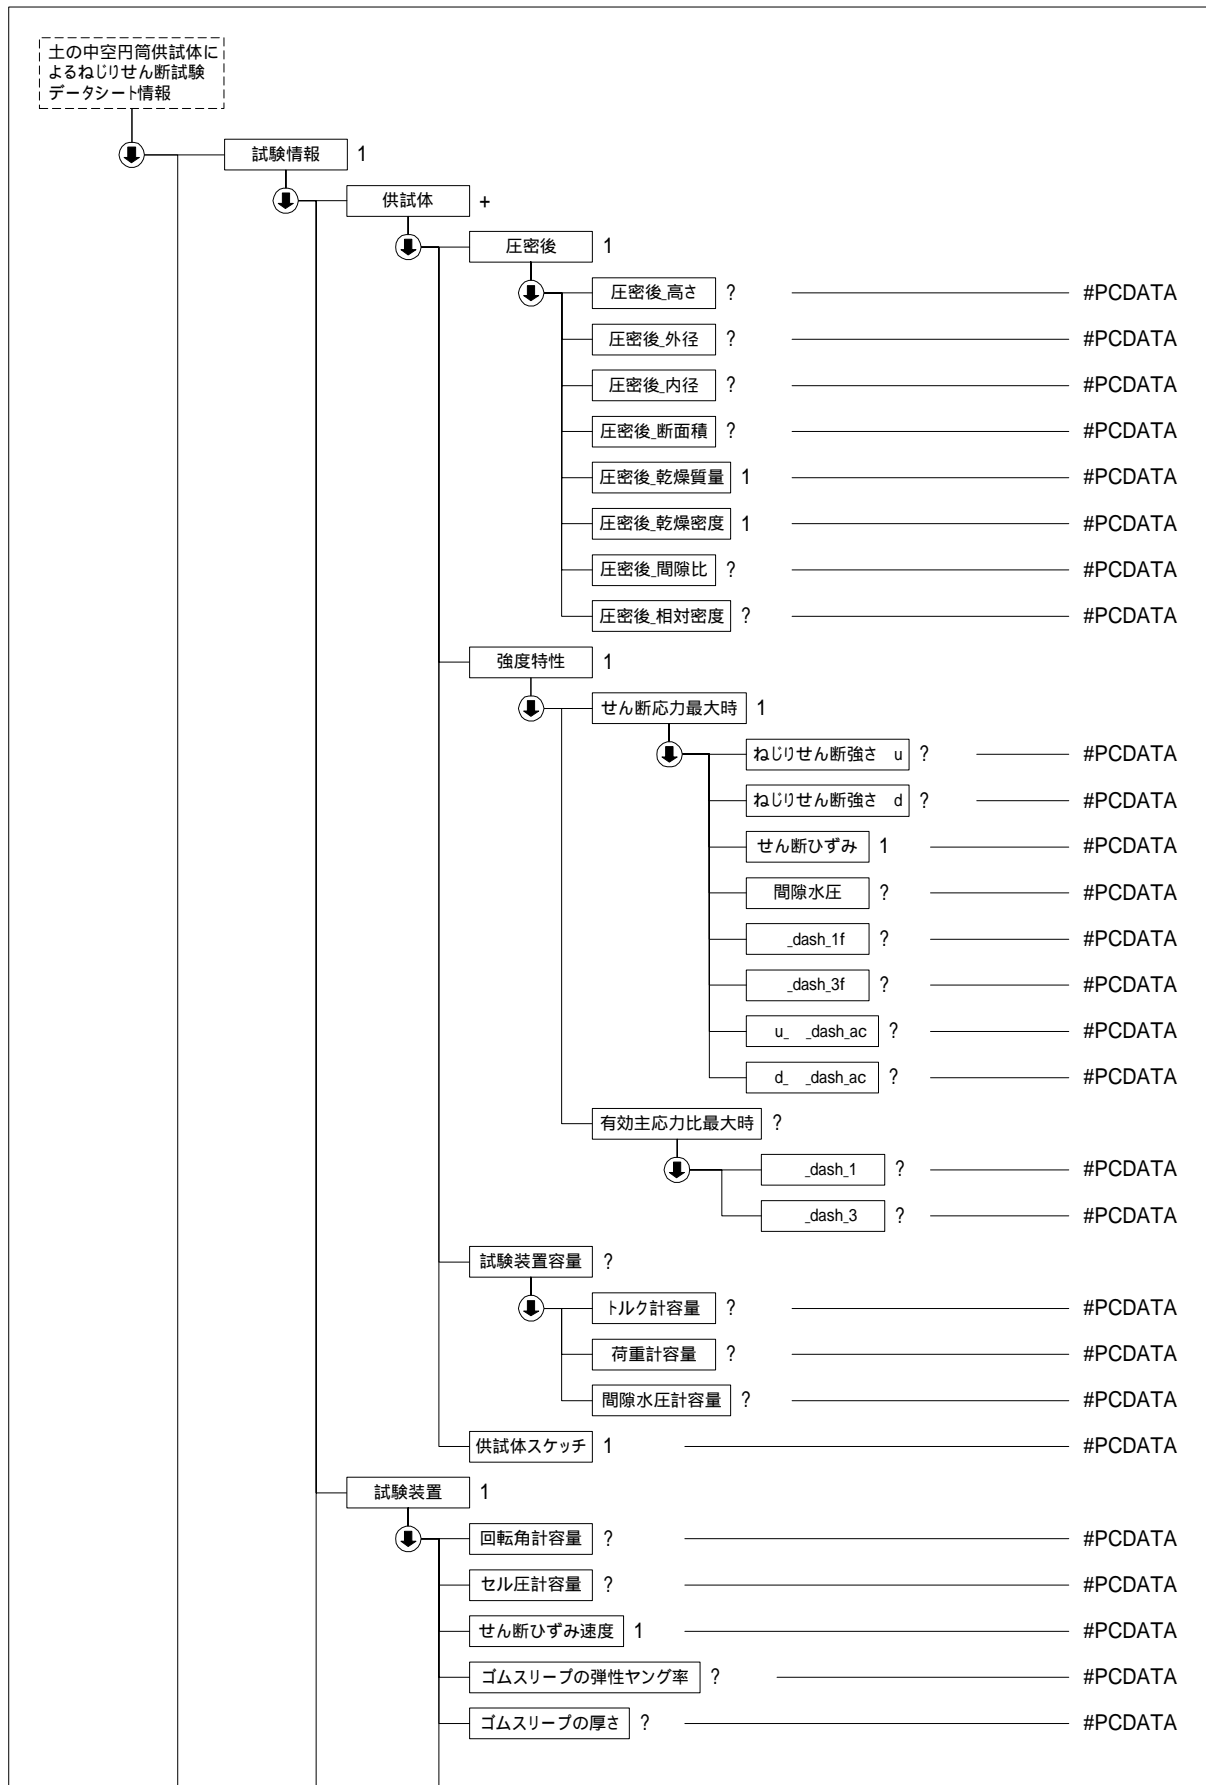 土の中空円筒供試体に
よるねじりせん断試験
データシート情報
試験情報 1
供試体 +
圧密後 1
圧密後_高さ ? #PCDATA
圧密後_外径 ? #PCDATA
圧密後_内径 ? #PCDATA
圧密後_断面積 ? #PCDATA
圧密後_乾燥質量 1 #PCDATA
圧密後_乾燥密度 1 #PCDATA
圧密後_間隙比 ? #PCDATA
圧密後_相対密度 ? #PCDATA
強度特性 1
せん断応力最大時 1
ねじりせん断強さ u ? #PCDATA
ねじりせん断強さ d ? #PCDATA
せん断ひずみ 1 #PCDATA
間隙水圧 ? #PCDATA
_dash_1f ? #PCDATA
_dash_3f ? #PCDATA
u_ _dash_ac ? #PCDATA
d_ _dash_ac ? #PCDATA
有効主応力比最大時 ?
_dash_1 ? #PCDATA
_dash_3 ? #PCDATA
試験装置容量 ?
トルク計容量 ? #PCDATA
荷重計容量 ? #PCDATA
間隙水圧計容量 ? #PCDATA
供試体スケッチ 1 #PCDATA
試験装置 1
回転角計容量 ? #PCDATA
セル圧計容量 ? #PCDATA
せん断ひずみ速度 1 #PCDATA
ゴムスリーブの弾性ヤング率 ? #PCDATA
ゴムスリーブの厚さ ? #PCDATA